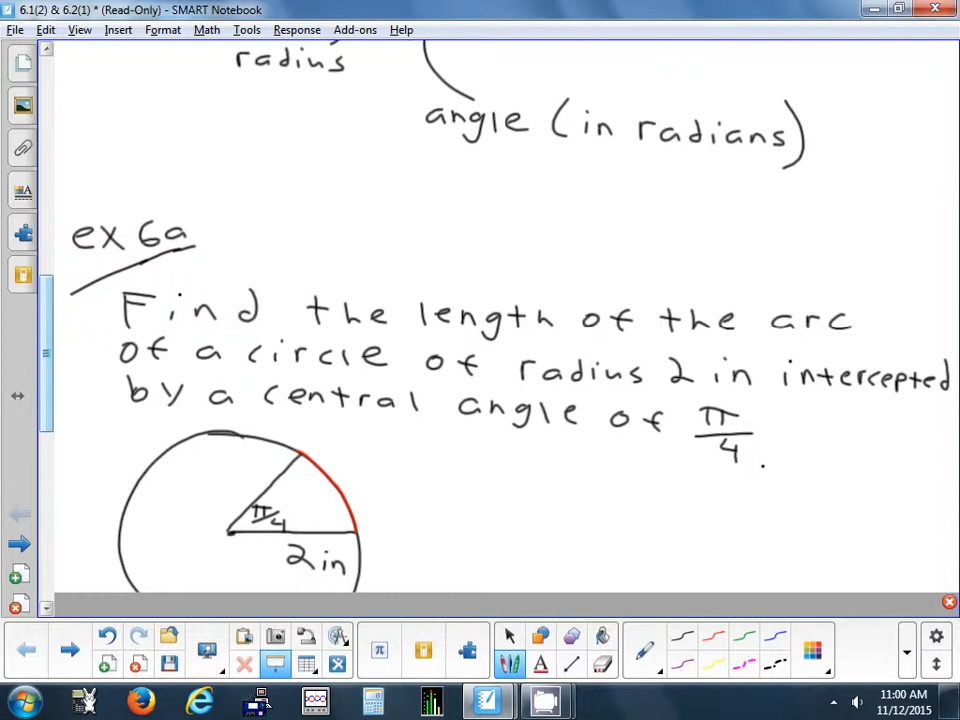 6.1(2) & 6.2(1) * (Read-Only) - SMART Notebook
File Edit View Insert Format Math Tools Response Add-ons Help
radius
angle (in radians)
ex 6a
Find the length of the arc
of a circle of radius 2 in intercepted
by a central angle of π/4.
π/4
2 in
11:00 AM
11/12/2015